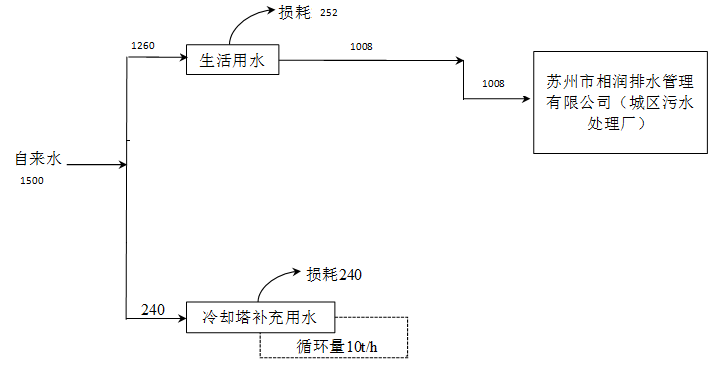 损耗 252
1260
生活用水
1008
1008
苏州市相润排水管理
有限公司（城区污水
处理厂）
自来水
1500
损耗240
240
冷却塔补充用水
循环量10t/h